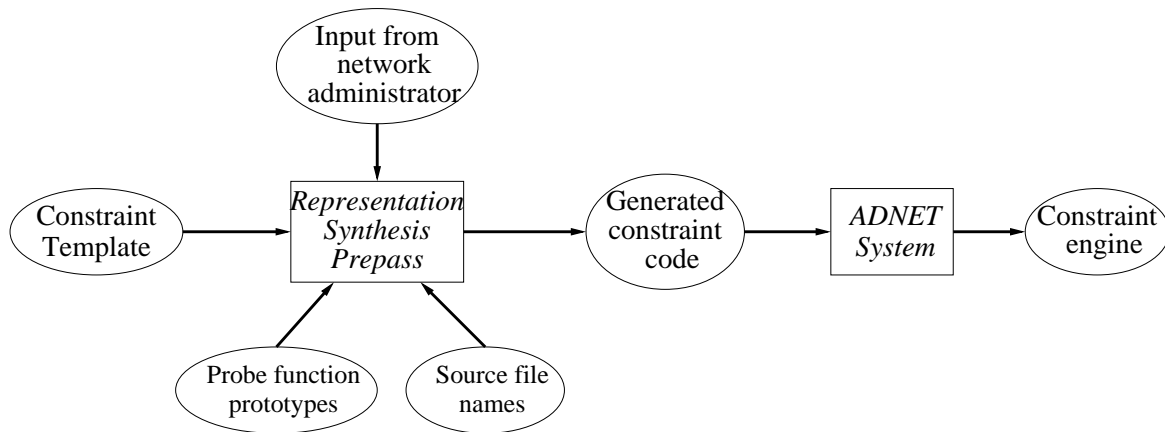 Input from
network
administrator
Constraint
Template
Representation
Synthesis
Prepass
Generated
constraint
code
ADNET
System
Constraint
engine
Probe function
prototypes
Source file
names